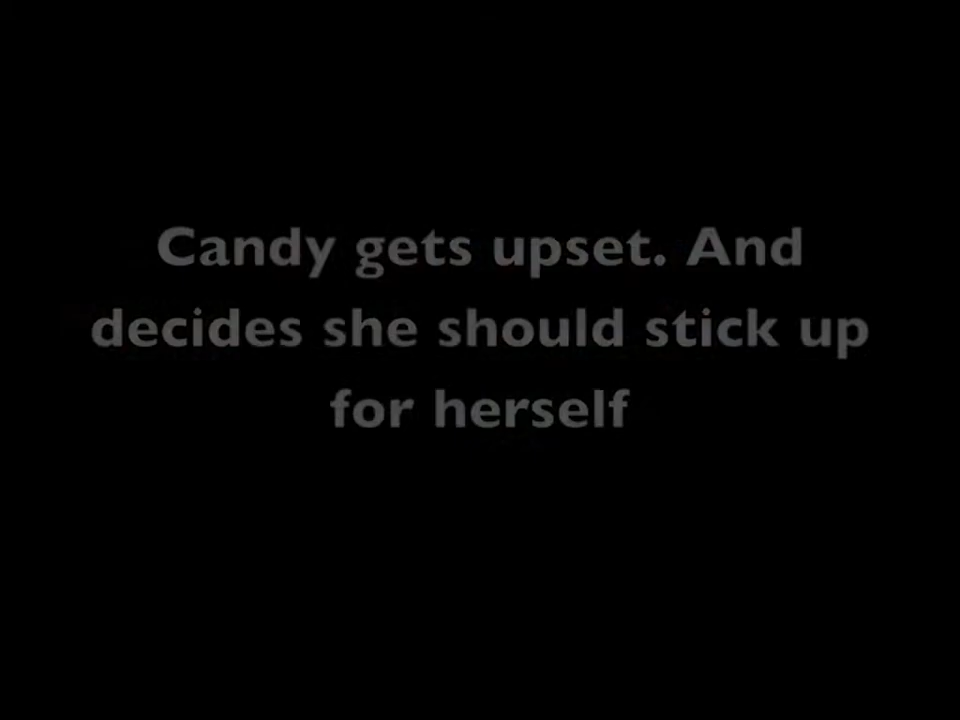 Candy gets upset. And
decides she should stick up
for herself